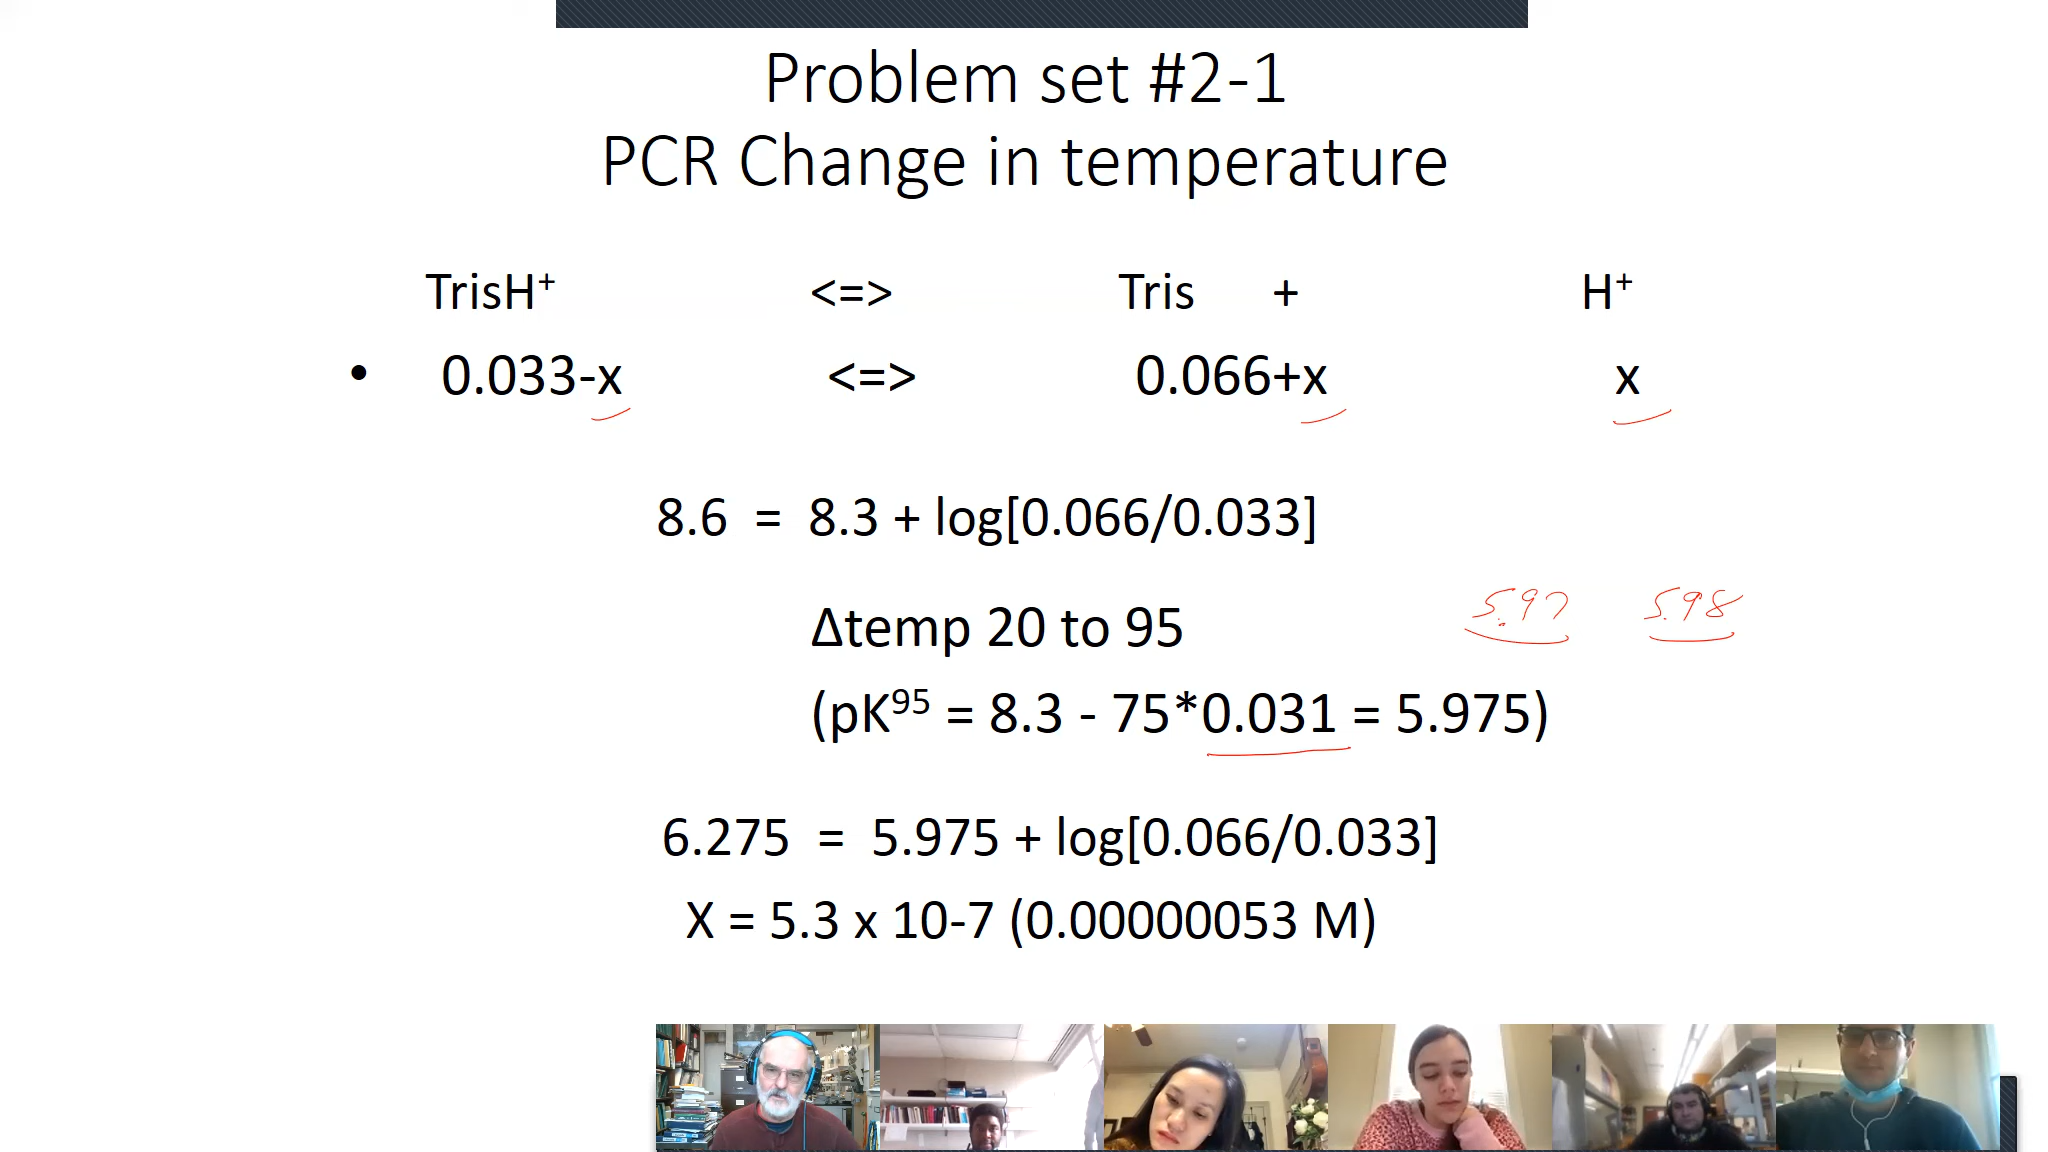 Problem set #2-1
PCR Change in temperature
TrisH⁺ <=> Tris + H⁺
• 0.033-x <=> 0.066+x x
8.6 = 8.3 + log[0.066/0.033]
5.97 5.98
Δtemp 20 to 95
(pK⁹⁵ = 8.3 - 75*0.031 = 5.975)
6.275 = 5.975 + log[0.066/0.033]
X = 5.3 x 10-7 (0.00000053 M)